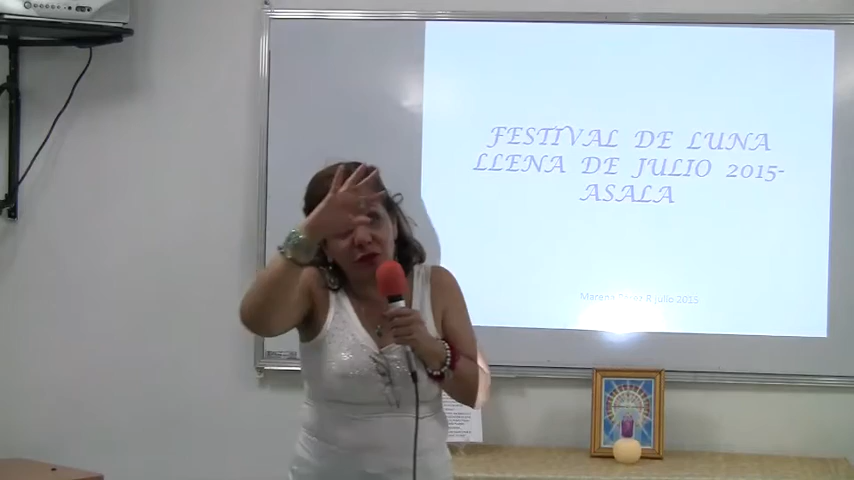 FESTIVAL DE LUNA
LLENA DE JULIO 2015-
ASALA
julio 2015